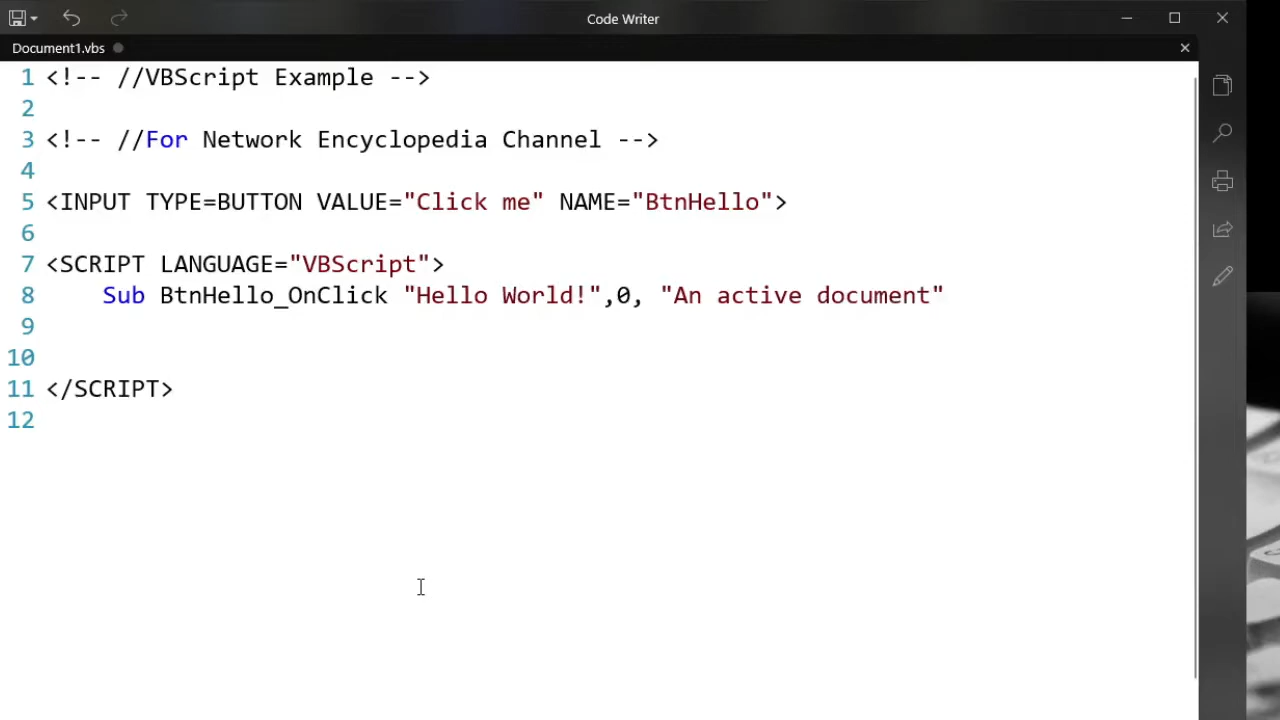 Code Writer
Document1.vbs
1 <!-- //VBScript Example -->
2
3 <!-- //For Network Encyclopedia Channel -->
4
5 <INPUT TYPE=BUTTON VALUE="Click me" NAME="BtnHello">
6
7 <SCRIPT LANGUAGE="VBScript">
8 Sub BtnHello_OnClick "Hello World!",0, "An active document"
9
10
11 </SCRIPT>
12